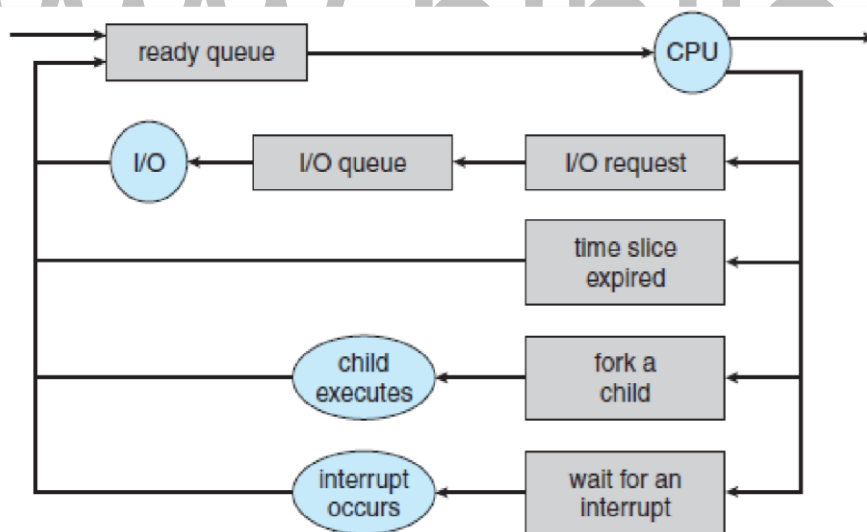 ready queue
CPU
I/O
I/O queue
I/O request
time slice
expired
child
executes
fork a
child
interrupt
occurs
wait for an
interrupt